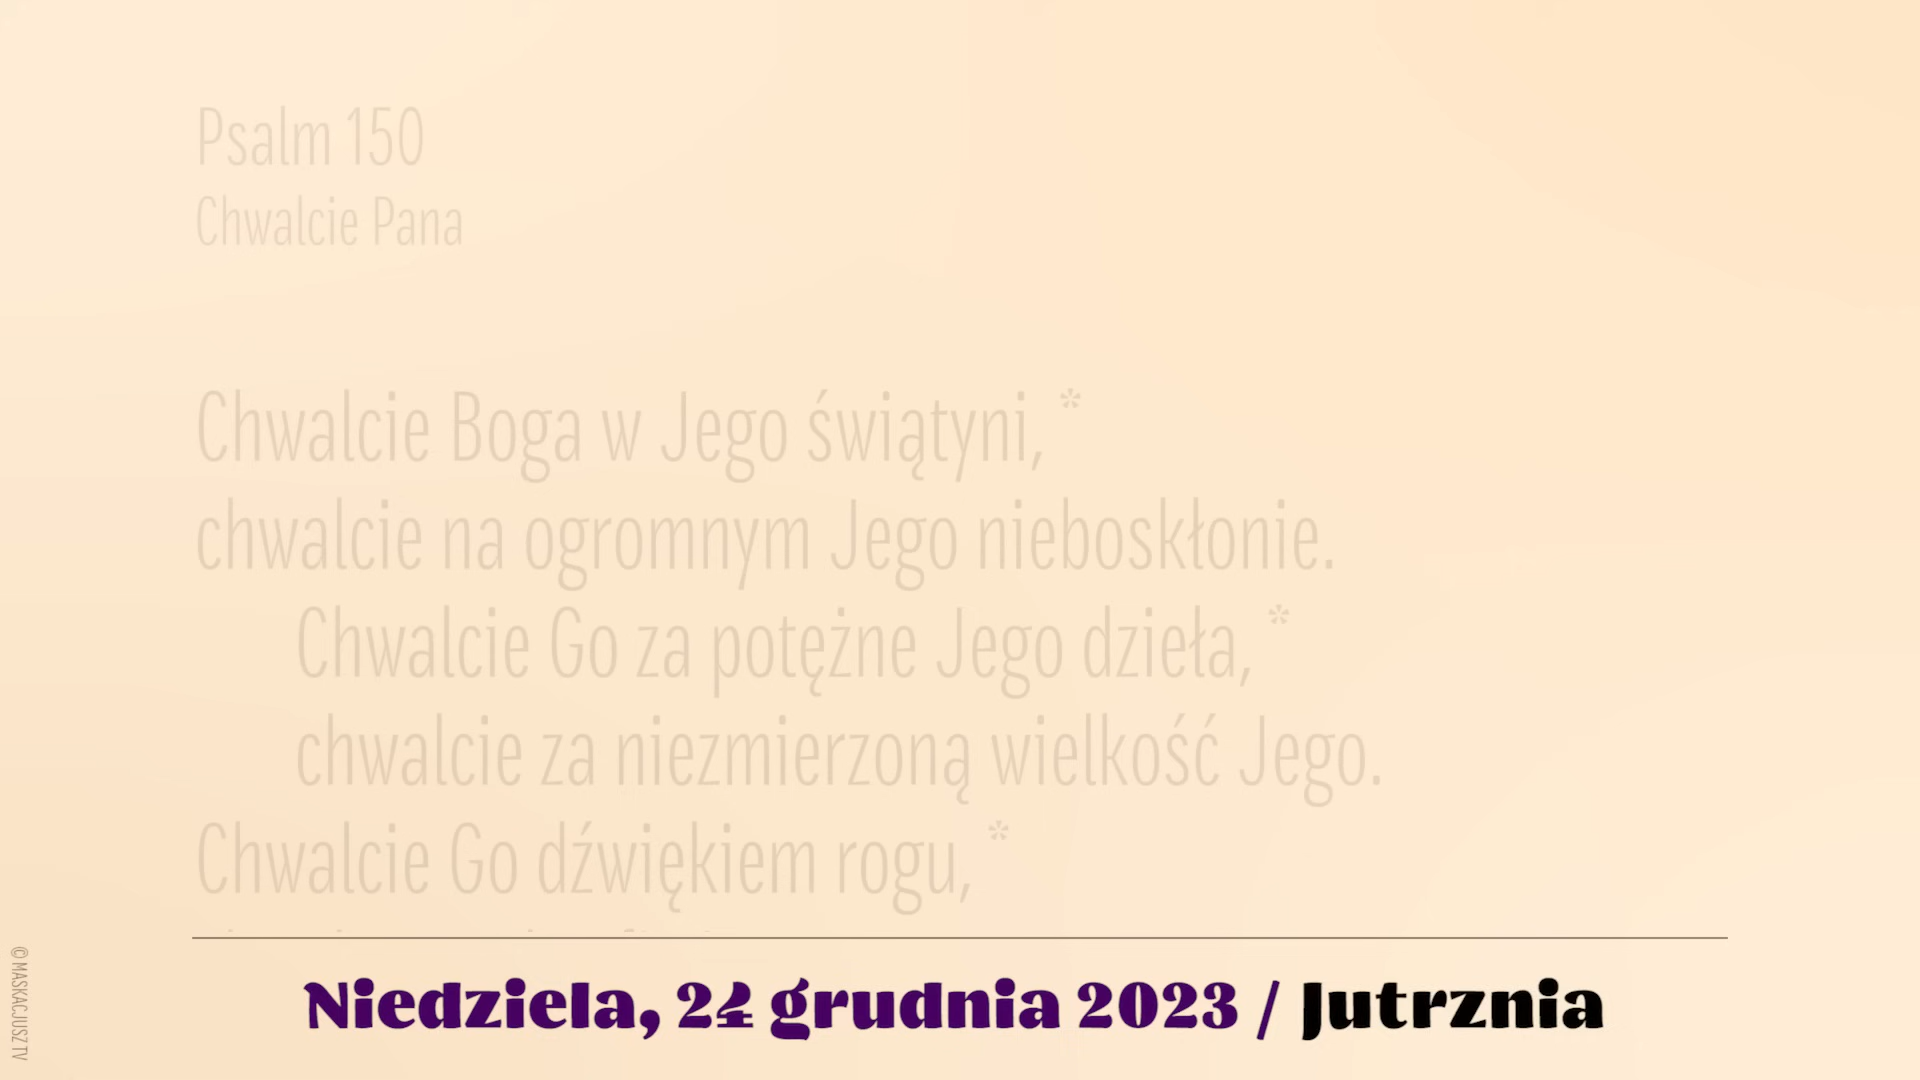 Psalm 150
Chwalcie Pana
Chwalcie Boga w Jego świątyni, *
chwalcie na ogromnym Jego nieboskłonie.
Chwalcie Go za potężne Jego dzieła, *
chwalcie za niezmierzoną wielkość Jego.
Chwalcie Go dźwiękiem rogu, *
Niedziela, 24 grudnia 2023 / Jutrznia
© MASKACJUSZ TV